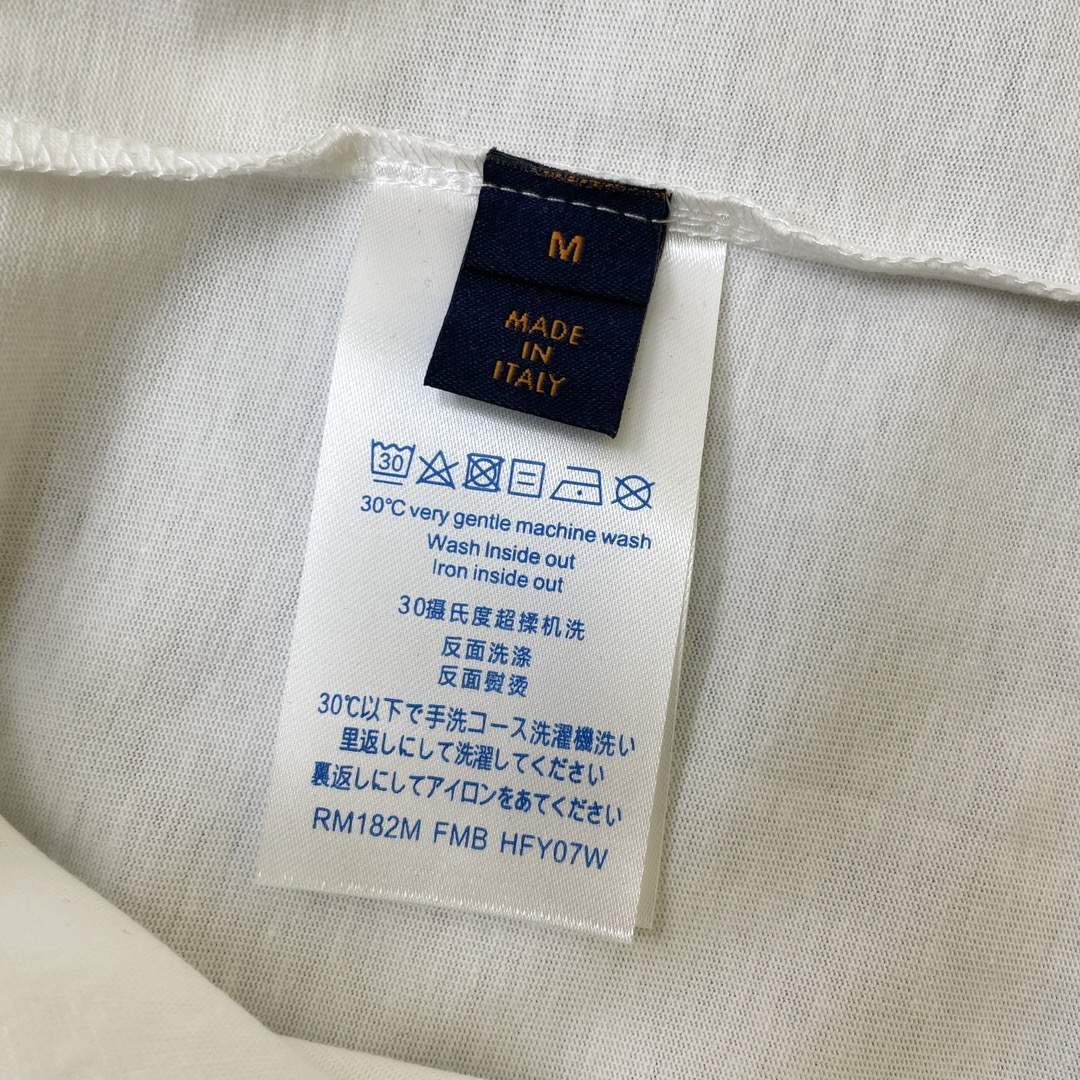 M
MADE
IN
ITALY
30
30℃ very gentle machine wash
Wash Inside out
Iron inside out
30摄氏度超揉机洗
反面洗涤
反面熨烫
30℃以下で手洗コース洗濯機洗い
里返しにして洗濯してください
裏返しにしてアイロンをあてください
RM182M FMB HFY07W